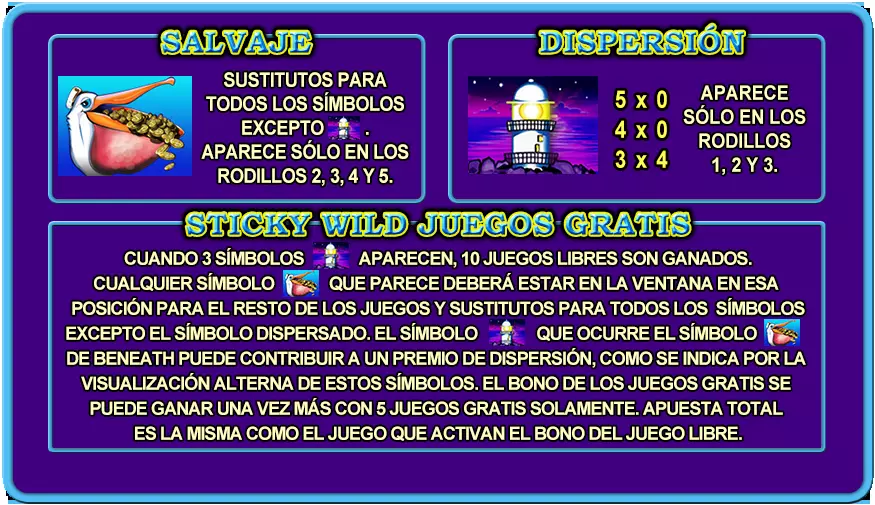 SALVAJE
SUSTITUTOS PARA
TODOS LOS SÍMBOLOS
EXCEPTO .
APARECE SÓLO EN LOS
RODILLOS 2, 3, 4 Y 5.
DISPERSIÓN
5 x 0
4 x 0
3 x 4
APARECE
SÓLO EN LOS
RODILLOS
1, 2 Y 3.
STICKY WILD JUEGOS GRATIS
CUANDO 3 SÍMBOLOS APARECEN, 10 JUEGOS LIBRES SON GANADOS.
CUALQUIER SÍMBOLO QUE PARECE DEBERÁ ESTAR EN LA VENTANA EN ESA
POSICIÓN PARA EL RESTO DE LOS JUEGOS Y SUSTITUTOS PARA TODOS LOS SÍMBOLOS
EXCEPTO EL SÍMBOLO DISPERSADO. EL SÍMBOLO QUE OCURRE EL SÍMBOLO
DE BENEATH PUEDE CONTRIBUIR A UN PREMIO DE DISPERSIÓN, COMO SE INDICA POR LA
VISUALIZACIÓN ALTERNA DE ESTOS SÍMBOLOS. EL BONO DE LOS JUEGOS GRATIS SE
PUEDE GANAR UNA VEZ MÁS CON 5 JUEGOS GRATIS SOLAMENTE. APUESTA TOTAL
ES LA MISMA COMO EL JUEGO QUE ACTIVAN EL BONO DEL JUEGO LIBRE.